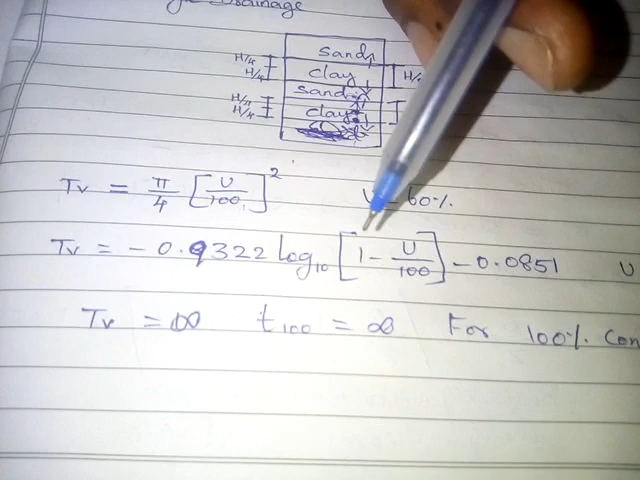 Drainage
sand
H/4
clay
H/4
sand
H/4
clay
H/4
Tv = π/4 [U/100]²
60%.
Tv = - 0.9322 log₁₀ [1 - U/100] - 0.0851 U
Tv = ∞ t₁₀₀ = ∞ For 100%. Con